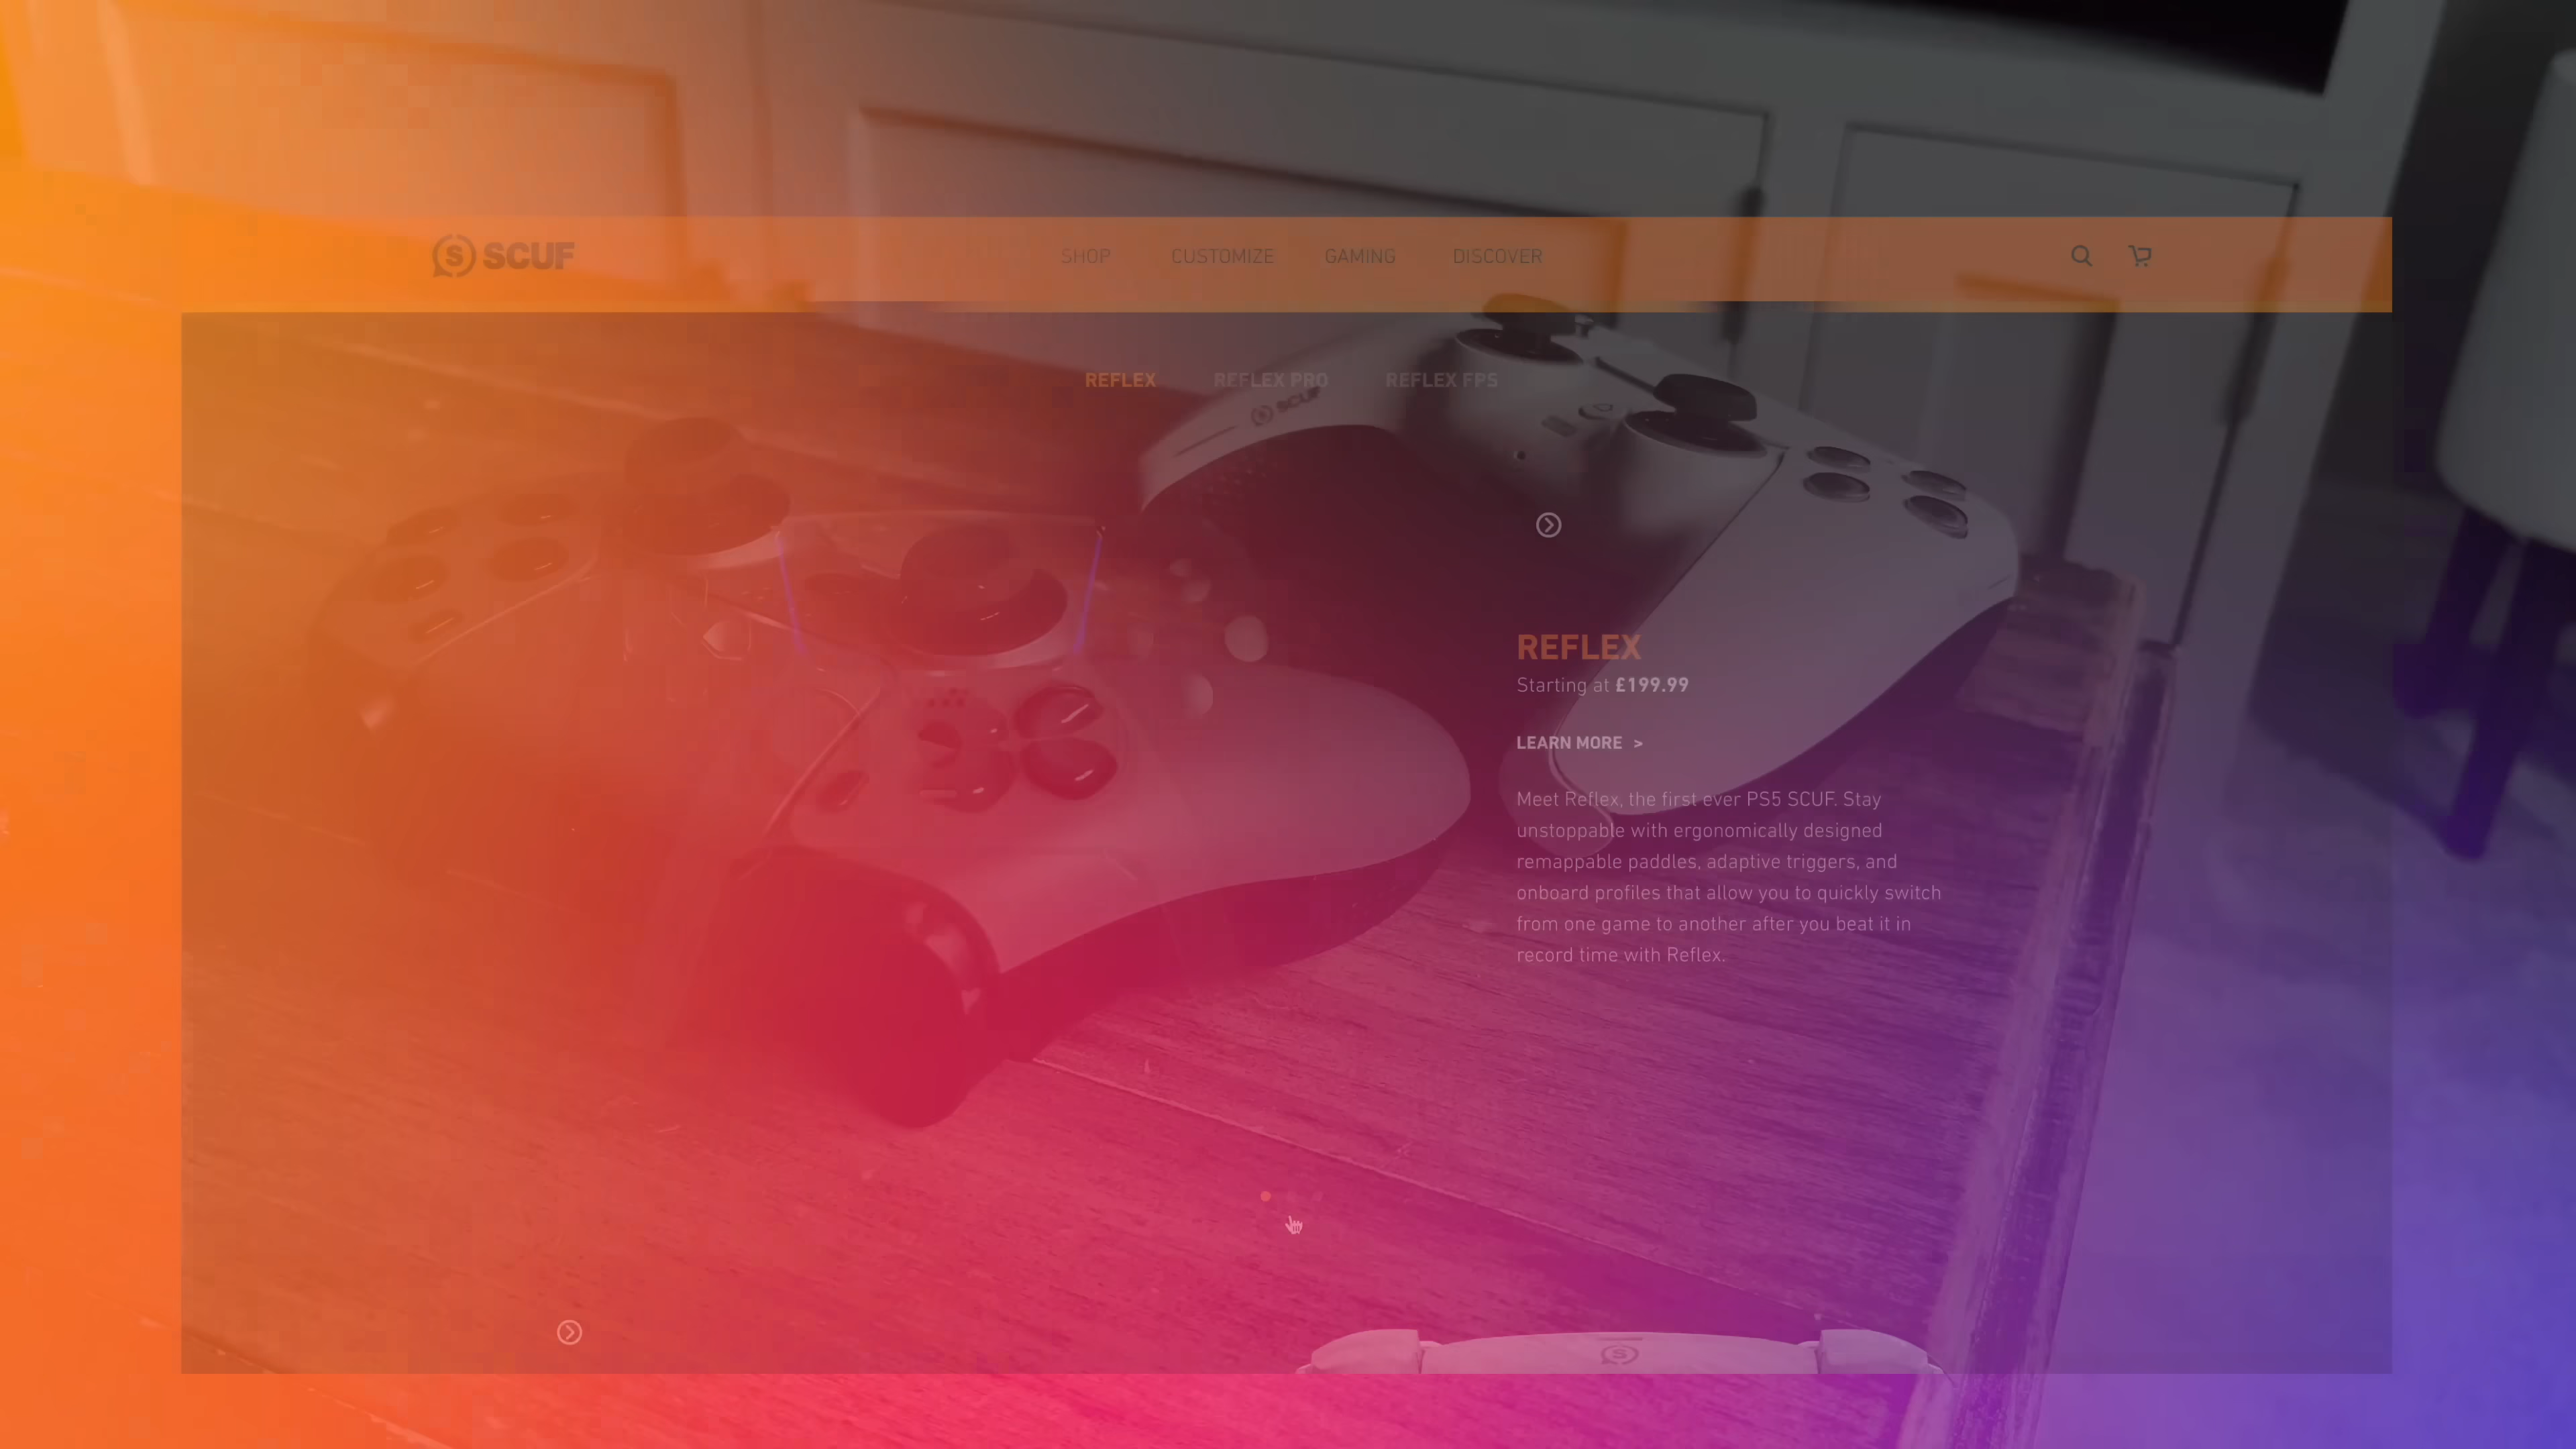 SCUF
SHOP CUSTOMIZE GAMING DISCOVER
REFLEX REFLEX PRO REFLEX FPS
SCUF
REFLEX
Starting at £199.99
LEARN MORE >
Meet Reflex, the first ever PS5 SCUF. Stay
unstoppable with ergonomically designed
remappable paddles, adaptive triggers, and
onboard profiles that allow you to quickly switch
from one game to another after you beat it in
record time with Reflex.